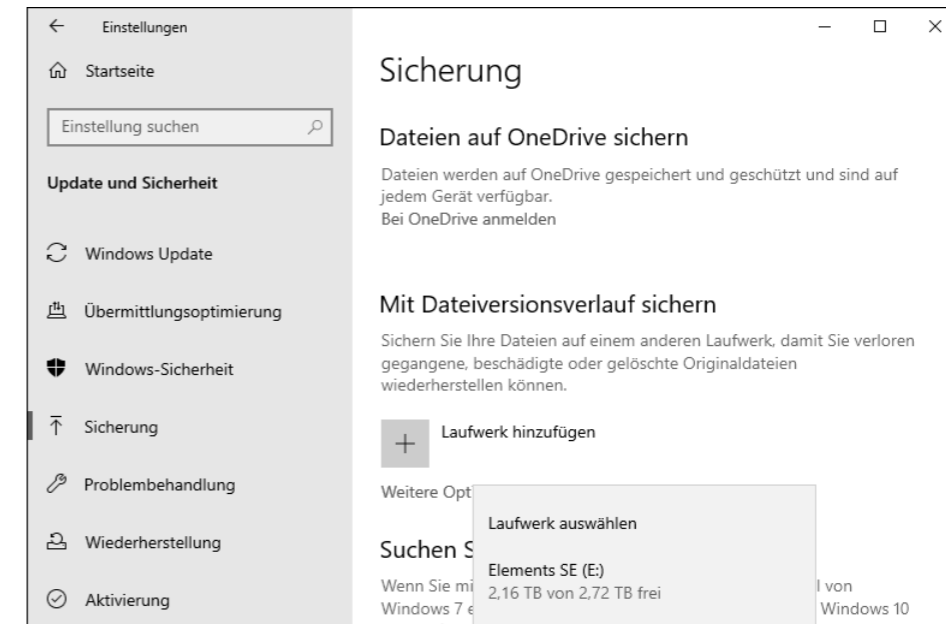 Einstellungen
Startseite
Einstellung suchen
Update und Sicherheit
Windows Update
Übermittlungsoptimierung
Windows-Sicherheit
Sicherung
Problembehandlung
Wiederherstellung
Aktivierung
Sicherung
Dateien auf OneDrive sichern
Dateien werden auf OneDrive gespeichert und geschützt und sind auf
jedem Gerät verfügbar.
Bei OneDrive anmelden
Mit Dateiversionsverlauf sichern
Sichern Sie Ihre Dateien auf einem anderen Laufwerk, damit Sie verloren
gegangene, beschädigte oder gelöschte Originaldateien
wiederherstellen können.
Laufwerk hinzufügen
Weitere Opt
Laufwerk auswählen
Elements SE (E:)
2,16 TB von 2,72 TB frei
Suchen S
Wenn Sie mi l von
Windows 7 e Windows 10